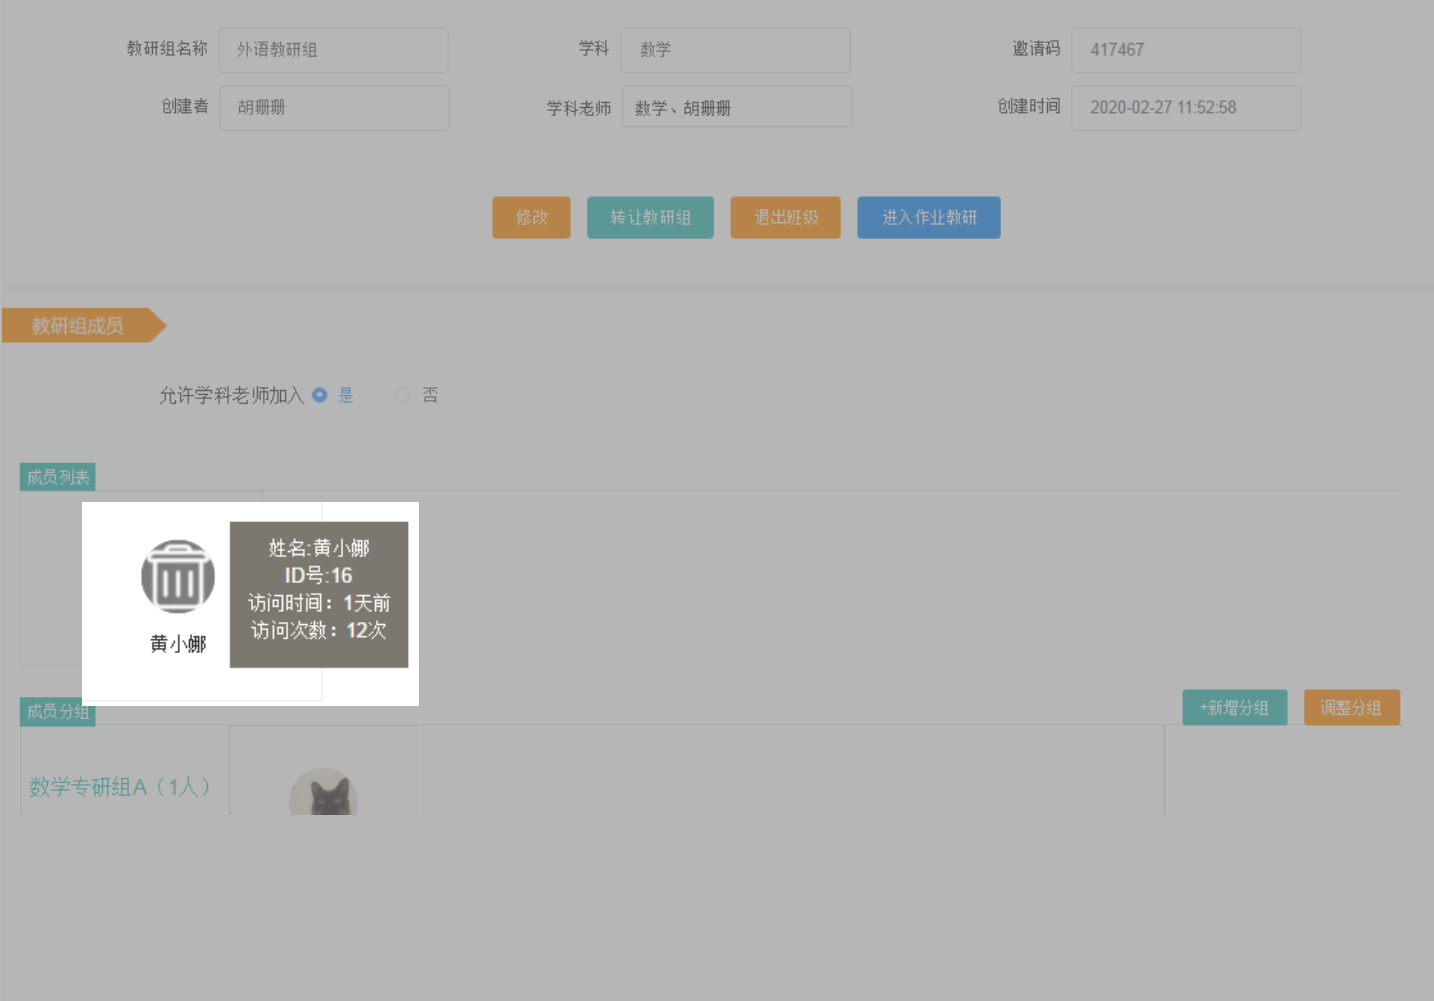 教研组名称 外语教研组 学科 数学 邀请码 417467
创建者 胡珊珊 学科老师 数学、胡珊珊 创建时间 2020-02-27 11:52:58
修改 转让教研组 退出班级 进入作业教研
教研组成员
允许学科老师加入 是 否
成员列表
姓名:黄小娜
ID号:16
访问时间：1天前
访问次数：12次
黄小娜
成员分组 +新增分组 调整分组
数学专研组A（1人）